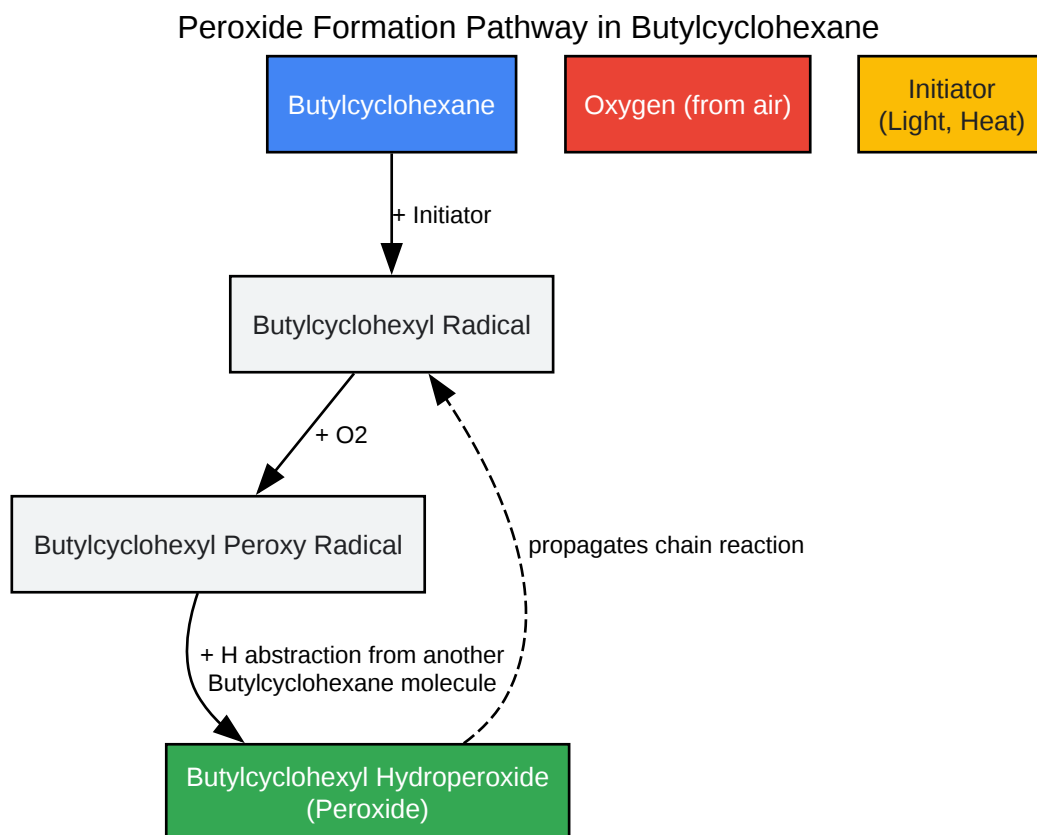 Peroxide Formation Pathway in Butylcyclohexane
Butylcyclohexane
Oxygen (from air)
Initiator
(Light, Heat)
+ Initiator
Butylcyclohexyl Radical
+ O2
Butylcyclohexyl Peroxy Radical
propagates chain reaction
+ H abstraction from another
Butylcyclohexane molecule
Butylcyclohexyl Hydroperoxide
(Peroxide)